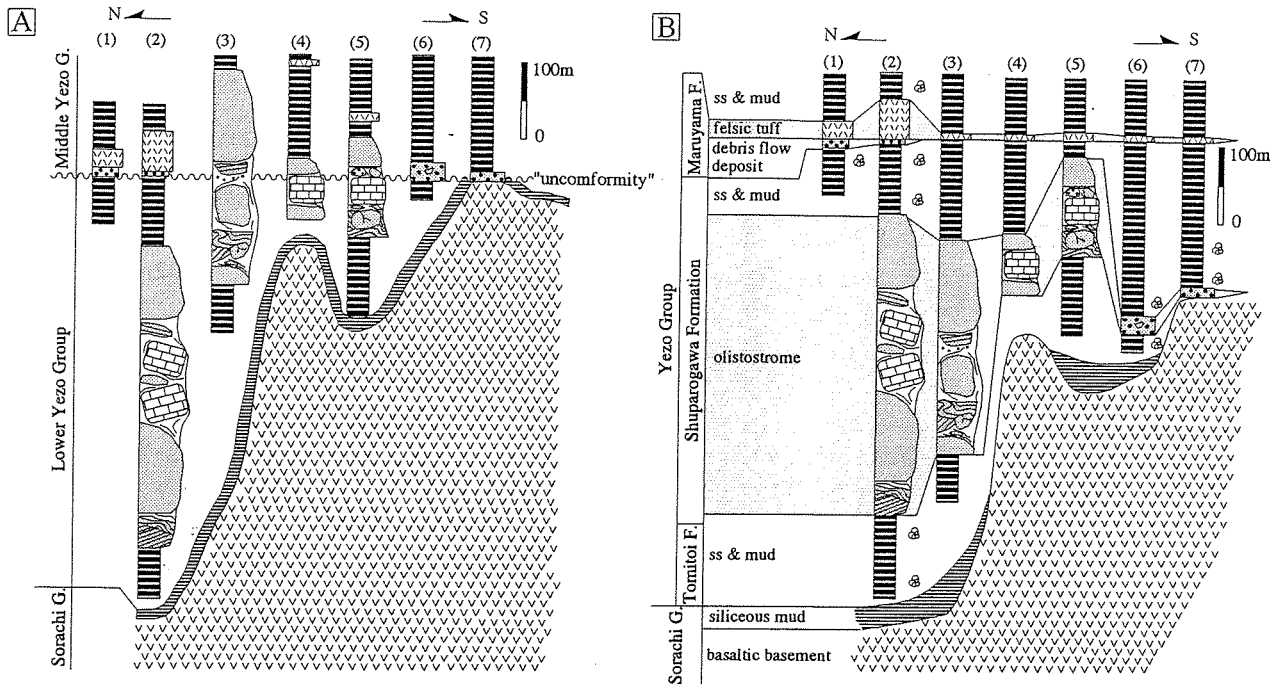 A
N
S
(1)
(2)
(3)
(4)
(5)
(6)
(7)
100m
0
Middle Yezo G.
Lower Yezo Group
Sorachi G.
"uncomformity"
B
N
S
(1)
(2)
(3)
(4)
(5)
(6)
(7)
Maruyama F.
ss & mud
felsic tuff
debris flow
deposit
100m
0
Yezo Group
Shuparogawa Formation
ss & mud
olistostrome
Tomitoi F.
ss & mud
Sorachi G.
siliceous mud
basaltic basement